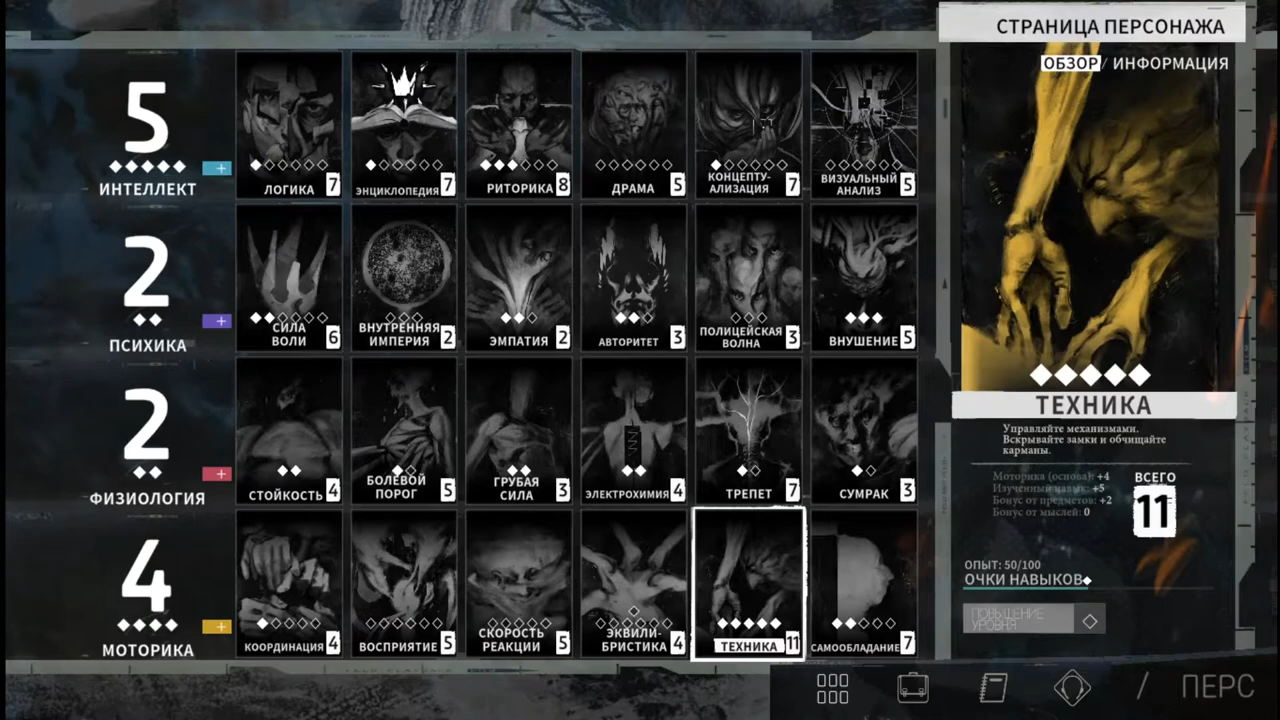 СТРАНИЦА ПЕРСОНАЖА
ОБЗОР / ИНФОРМАЦИЯ
5
ИНТЕЛЛЕКТ
+
ЛОГИКА 7
ЭНЦИКЛОПЕДИЯ 7
РИТОРИКА 8
ДРАМА 5
КОНЦЕПТУ-
АЛИЗАЦИЯ 7
ВИЗУАЛЬНЫЙ
АНАЛИЗ 5
2
ПСИХИКА
+
СИЛА
ВОЛИ 6
ВНУТРЕННЯЯ
ИМПЕРИЯ 2
ЭМПАТИЯ 2
АВТОРИТЕТ 3
ПОЛИЦЕЙСКАЯ
ВОЛНА 3
ВНУШЕНИЕ 5
2
ФИЗИОЛОГИЯ
+
СТОЙКОСТЬ 4
БОЛЕВОЙ
ПОРОГ 5
ГРУБАЯ
СИЛА 3
ЭЛЕКТРОХИМИЯ 4
ТРЕПЕТ 7
СУМРАК 3
4
МОТОРИКА
+
КООРДИНАЦИЯ 4
ВОСПРИЯТИЕ 5
СКОРОСТЬ
РЕАКЦИИ 5
ЭКВИЛИ-
БРИСТИКА 4
ТЕХНИКА 11
САМООБЛАДАНИЕ 7
ТЕХНИКА
Управляйте механизмами.
Вскрывайте замки и обчищайте
карманы.
Моторика (основа): +4
Изученный навык: +5
Бонус от предметов: +2
Бонус от мыслей: 0
ВСЕГО
11
ОПЫТ: 50/100
ОЧКИ НАВЫКОВ
ПОВЫШЕНИЕ
УРОВНЯ
/ ПЕРС